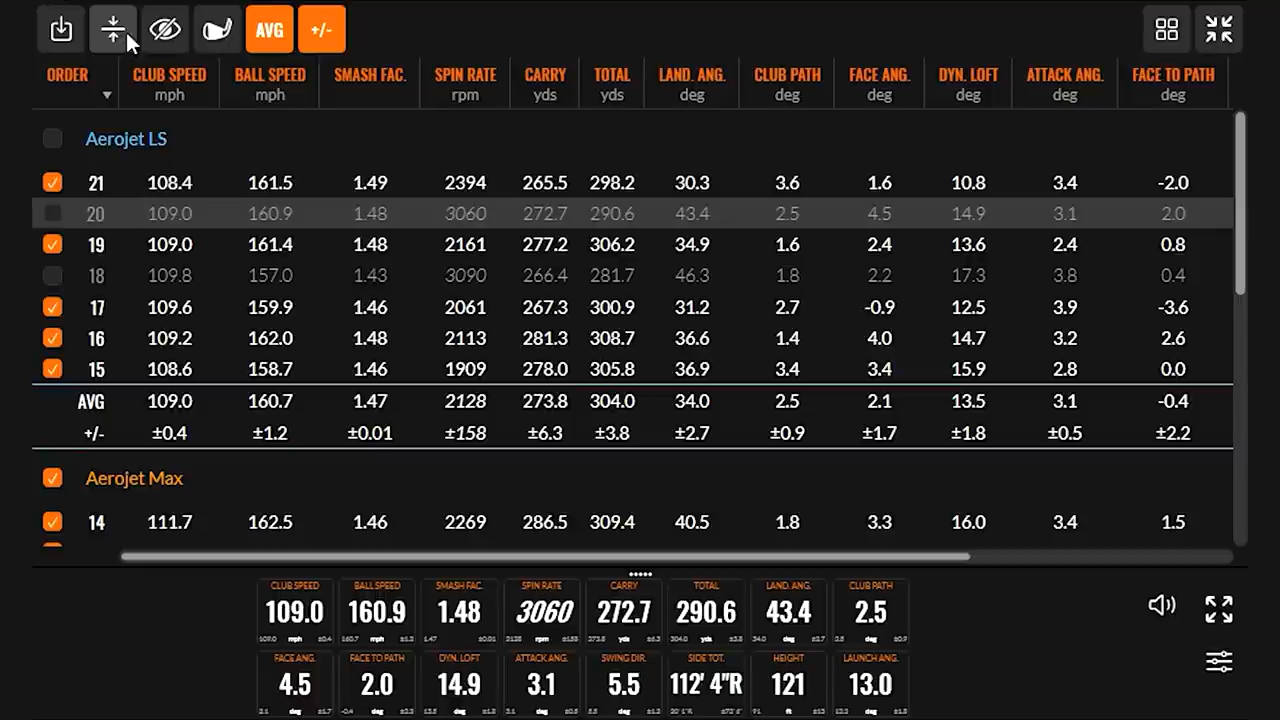 AVG +/-
ORDER CLUB SPEED BALL SPEED SMASH FAC. SPIN RATE CARRY TOTAL LAND. ANG. CLUB PATH FACE ANG. DYN. LOFT ATTACK ANG. FACE TO PATH
mph mph rpm yds yds deg deg deg deg deg deg
Aerojet LS
21 108.4 161.5 1.49 2394 265.5 298.2 30.3 3.6 1.6 10.8 3.4 -2.0
20 109.0 160.9 1.48 3060 272.7 290.6 43.4 2.5 4.5 14.9 3.1 2.0
19 109.0 161.4 1.48 2161 277.2 306.2 34.9 1.6 2.4 13.6 2.4 0.8
18 109.8 157.0 1.43 3090 266.4 281.7 46.3 1.8 2.2 17.3 3.8 0.4
17 109.6 159.9 1.46 2061 267.3 300.9 31.2 2.7 -0.9 12.5 3.9 -3.6
16 109.2 162.0 1.48 2113 281.3 308.7 36.6 1.4 4.0 14.7 3.2 2.6
15 108.6 158.7 1.46 1909 278.0 305.8 36.9 3.4 3.4 15.9 2.8 0.0
AVG 109.0 160.7 1.47 2128 273.8 304.0 34.0 2.5 2.1 13.5 3.1 -0.4
+/- ±0.4 ±1.2 ±0.01 ±158 ±6.3 ±3.8 ±2.7 ±0.9 ±1.7 ±1.8 ±0.5 ±2.2
Aerojet Max
14 111.7 162.5 1.46 2269 286.5 309.4 40.5 1.8 3.3 16.0 3.4 1.5
CLUB SPEED BALL SPEED SMASH FAC. SPIN RATE CARRY TOTAL LAND. ANG. CLUB PATH
109.0 160.9 1.48 3060 272.7 290.6 43.4 2.5
mph mph rpm yds yds deg deg
FACE ANG. FACE TO PATH DYN. LOFT ATTACK ANG. SWING DIR. SIDE TOT. HEIGHT LAUNCH ANG.
4.5 2.0 14.9 3.1 5.5 112' 4"R 121 13.0
deg deg deg deg deg ft deg